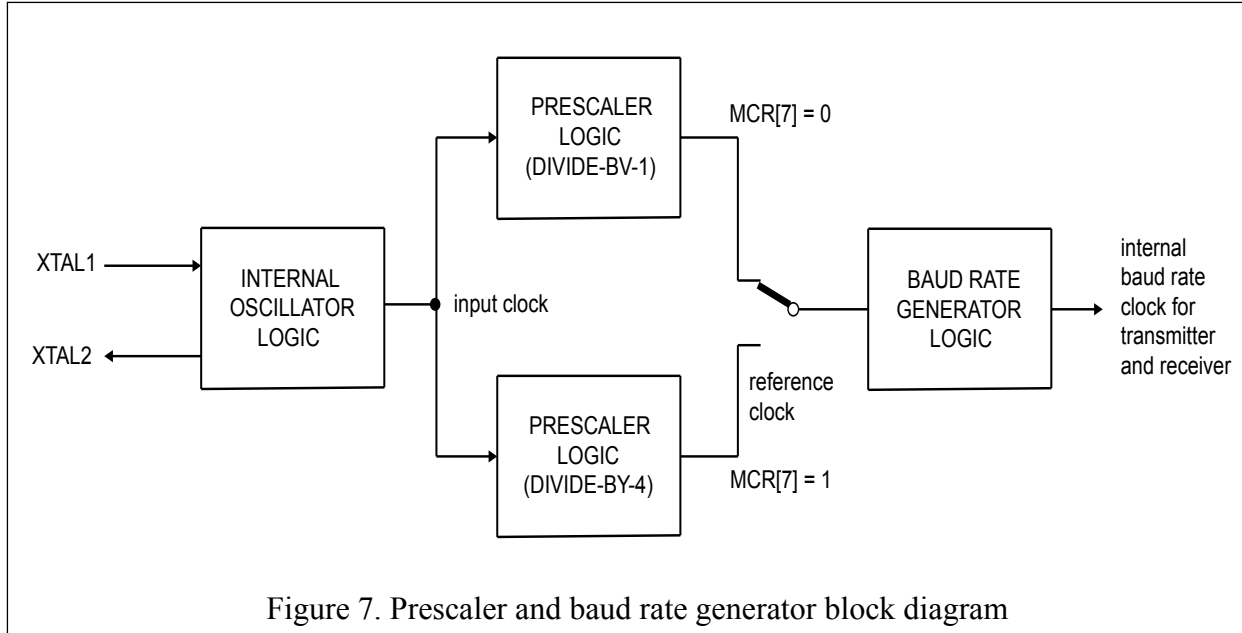 PRESCALER
LOGIC
(DIVIDE-BV-1)
MCR[7] = 0
XTAL1
XTAL2
INTERNAL
OSCILLATOR
LOGIC
input clock
BAUD RATE
GENERATOR
LOGIC
internal
baud rate
clock for
transmitter
and receiver
reference
clock
PRESCALER
LOGIC
(DIVIDE-BY-4)
MCR[7] = 1
Figure 7. Prescaler and baud rate generator block diagram